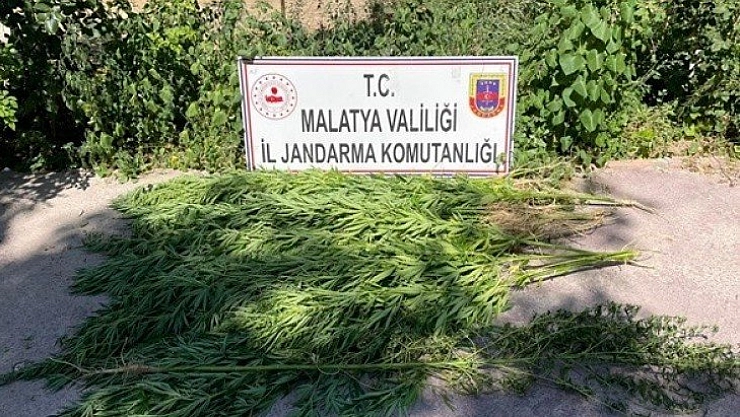 T.C.
MALATYA VALİLİĞİ
İL JANDARMA KOMUTANLIĞI